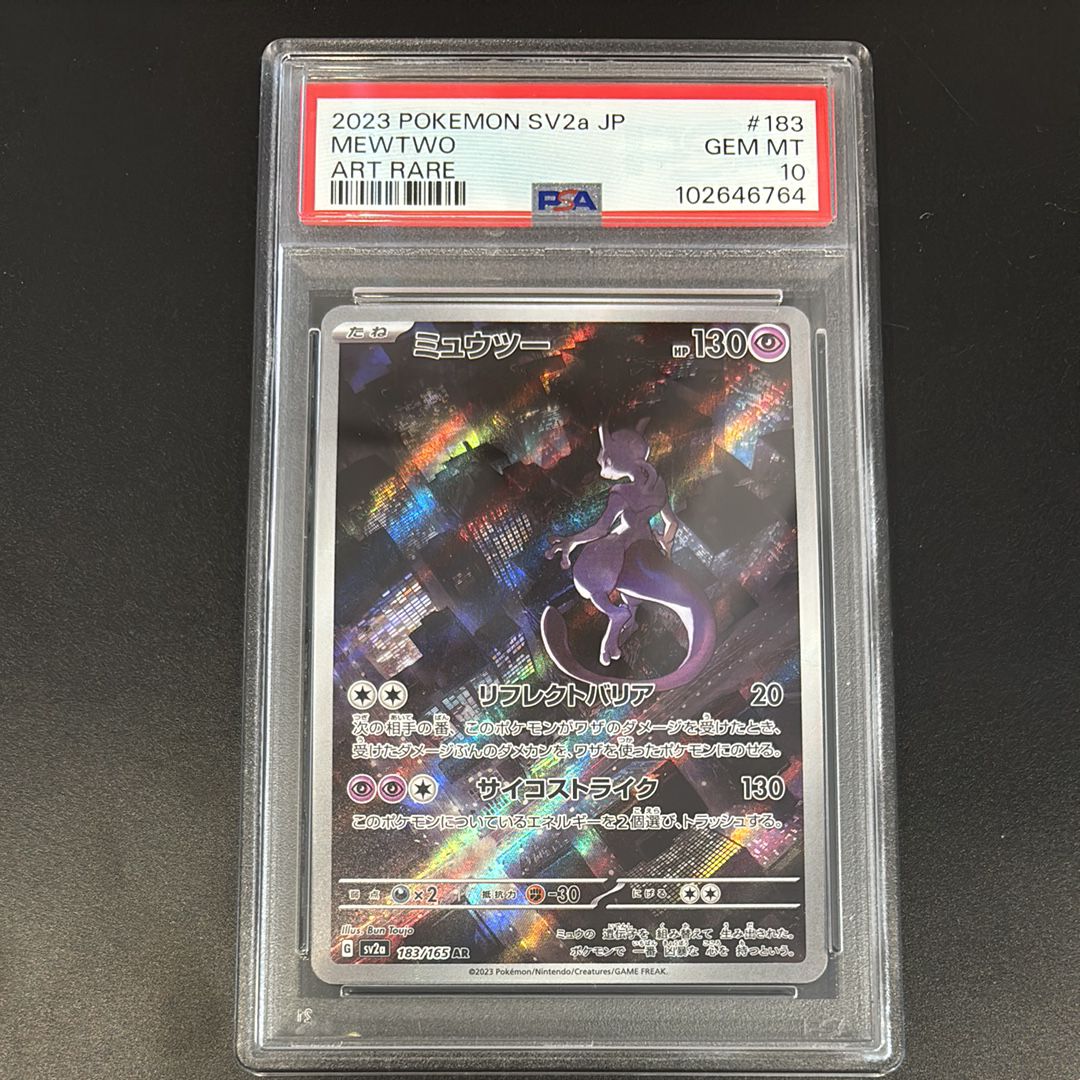 2023 POKEMON SV2a JP #183
MEWTWO GEM MT
ART RARE 10
PSA 102646764
たね ミュウツー HP 130
リフレクトバリア 20
次の相手の番、このポケモンがワザのダメージを受けたとき、
受けたダメージぶんのダメカンを、ワザを使ったポケモンにのせる。
サイコストライク 130
このポケモンについているエネルギーを2個選び、トラッシュする。
弱点 ×2 抵抗力 -30 にげる
Illus. Bun Toujo
ミュウの 遺伝子を 組み替えて 生み出された。
ポケモンで 一番 凶暴な 心を 持つという。
G sv2a 183/165 AR
©2023 Pokémon/Nintendo/Creatures/GAME FREAK.